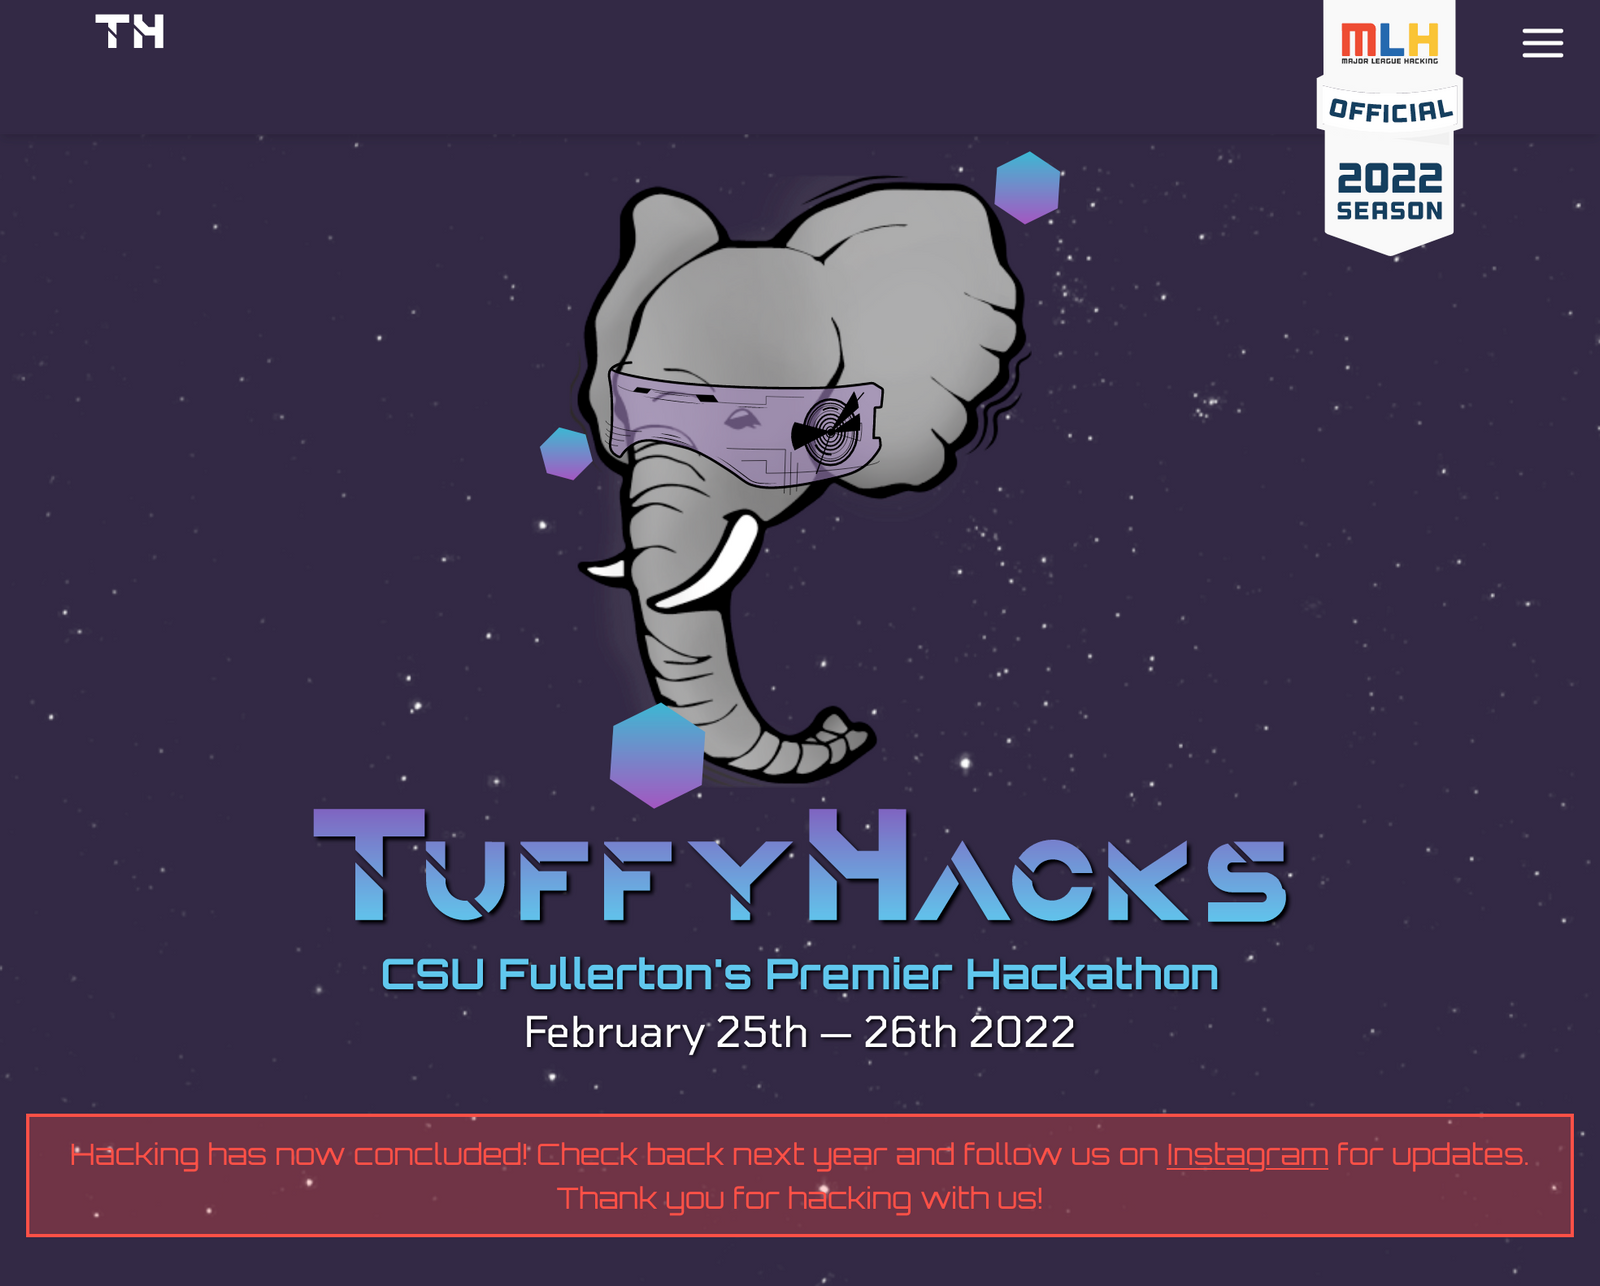 TH
MLH
MAJOR LEAGUE HACKING
OFFICIAL
2022
SEASON
TUFFYHACKS
CSU Fullerton's Premier Hackathon
February 25th — 26th 2022
Hacking has now concluded! Check back next year and follow us on Instagram for updates.
Thank you for hacking with us!